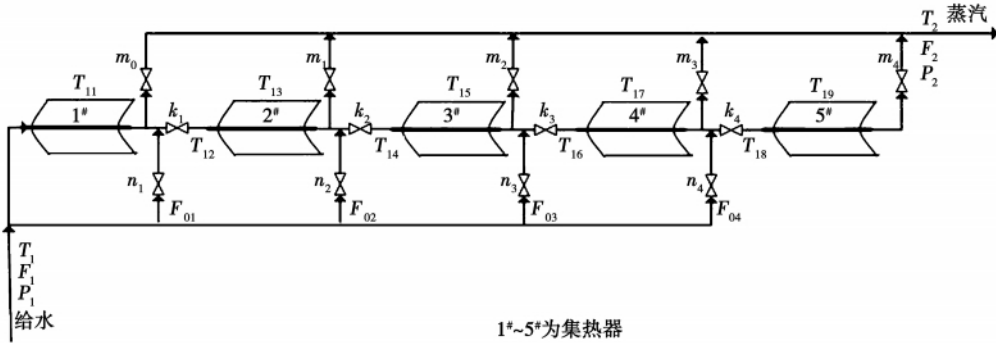 T₂ 蒸汽
F₂
P₂
m₀ m₁ m₂ m₃ m₄
T₁₁ T₁₃ T₁₅ T₁₇ T₁₉
1# k₁ 2# k₂ 3# k₃ 4# k₄ 5#
T₁₂ T₁₄ T₁₆ T₁₈
n₁ n₂ n₃ n₄
F₀₁ F₀₂ F₀₃ F₀₄
T₁
F₁
P₁
给水
1#~5#为集热器